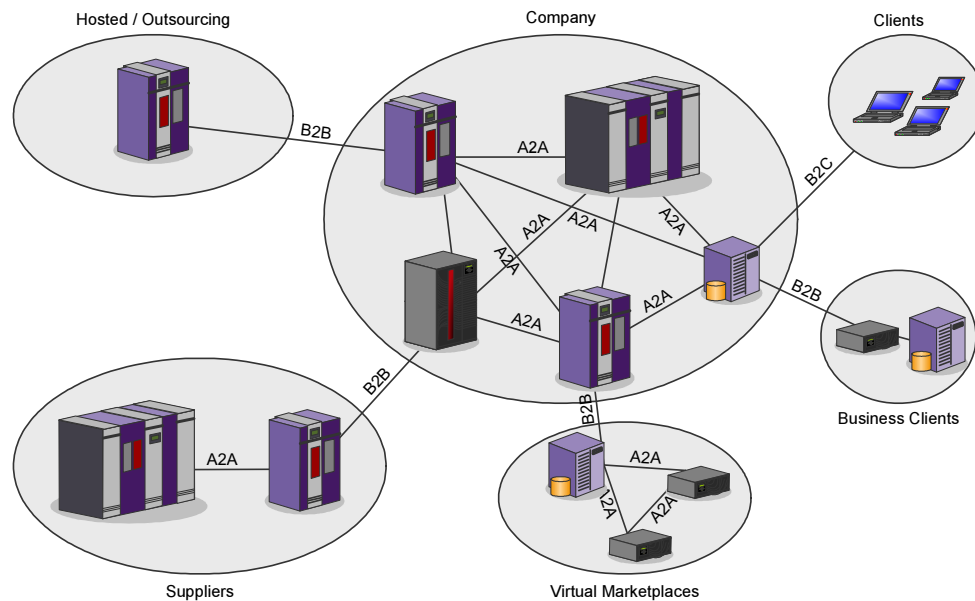 Hosted / Outsourcing
Company
Clients
B2B
A2A
B2C
A2A
A2A
A2A
A2A
B2B
A2A
A2A
B2B
B2B
Business Clients
A2A
A2A
A2A
Suppliers
Virtual Marketplaces